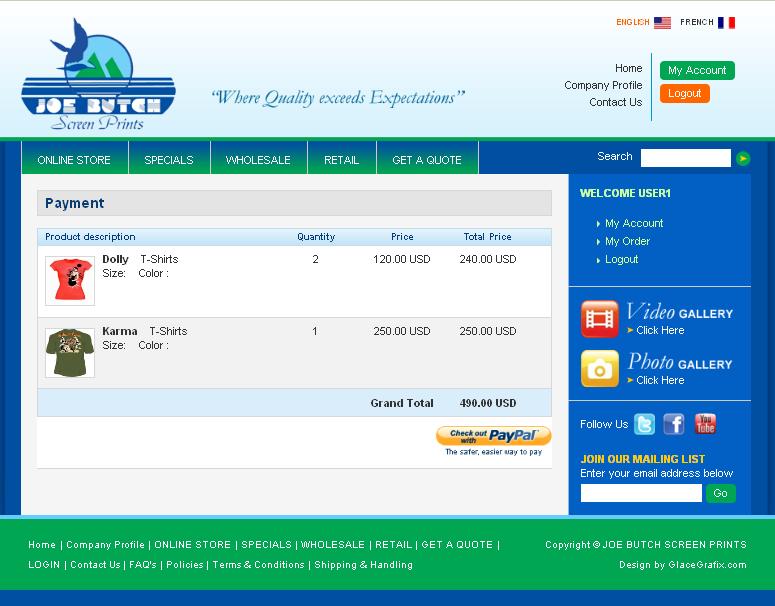 ENGLISH FRENCH
JOE BUTCH
Screen Prints
"Where Quality exceeds Expectations"
Home
Company Profile
Contact Us
My Account
Logout
ONLINE STORE SPECIALS WHOLESALE RETAIL GET A QUOTE
Search
Payment
Product description Quantity Price Total Price
Dolly T-Shirts 2 120.00 USD 240.00 USD
Size: Color :
Karma T-Shirts 1 250.00 USD 250.00 USD
Size: Color :
Grand Total 490.00 USD
Check out with PayPal
The safer, easier way to pay
WELCOME USER1
My Account
My Order
Logout
Video GALLERY
Click Here
Photo GALLERY
Click Here
Follow Us
You Tube
JOIN OUR MAILING LIST
Enter your email address below
Go
Home | Company Profile | ONLINE STORE | SPECIALS | WHOLESALE | RETAIL | GET A QUOTE |
LOGIN | Contact Us | FAQ's | Policies | Terms & Conditions | Shipping & Handling
Copyright © JOE BUTCH SCREEN PRINTS
Design by GlaceGrafix.com